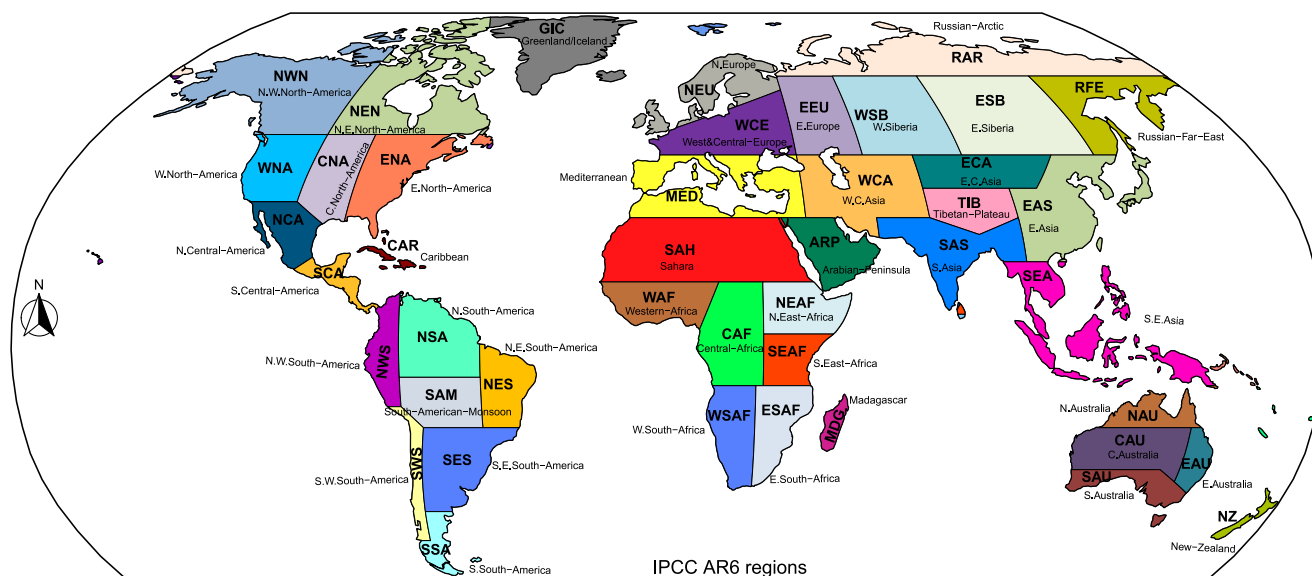 Russian−Arctic
GIC
Greenland/Iceland
RAR
N.Europe
NWN
N.W.North−America
NEU
RFE
NEN
N.E.North−America
EEU
E.Europe
WSB
W.Siberia
ESB
E.Siberia
WCE
West&Central−Europe
Russian−Far−East
WNA
CNA
C.North−America
ENA
W.North−America
E.North−America
Mediterranean
MED
WCA
W.C.Asia
ECA
E.C.Asia
TIB
Tibetan−Plateau
EAS
E.Asia
NCA
N.Central−America
CAR
Caribbean
SAH
Sahara
ARP
Arabian−Peninsula
SAS
S.Asia
SCA
S.Central−America
SEA
S.E.Asia
N
WAF
Western−Africa
NEAF
N.East−Africa
CAF
Central−Africa
SEAF
S.East−Africa
N.South−America
NSA
NWS
N.W.South−America
N.E.South−America
NES
SAM
South−American−Monsoon
WSAF
W.South−Africa
ESAF
E.South−Africa
MDG
Madagascar
N.Australia
NAU
CAU
C.Australia
EAU
E.Australia
SAU
S.Australia
SWS
S.W.South−America
SES
S.E.South−America
NZ
New−Zealand
SSA
S.South−America
IPCC AR6 regions